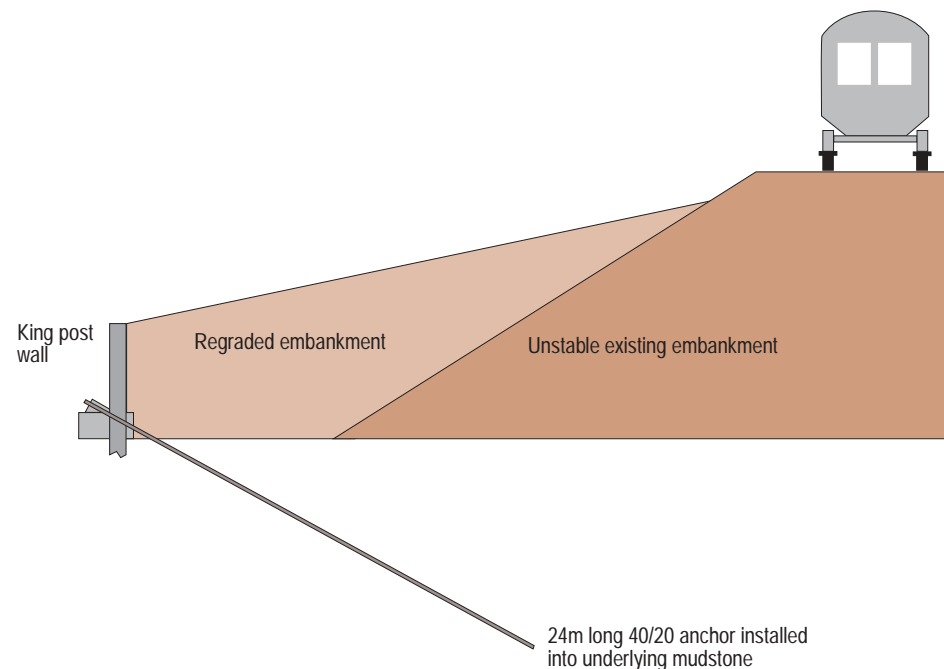 King post
wall
Regraded embankment
Unstable existing embankment
24m long 40/20 anchor installed
into underlying mudstone